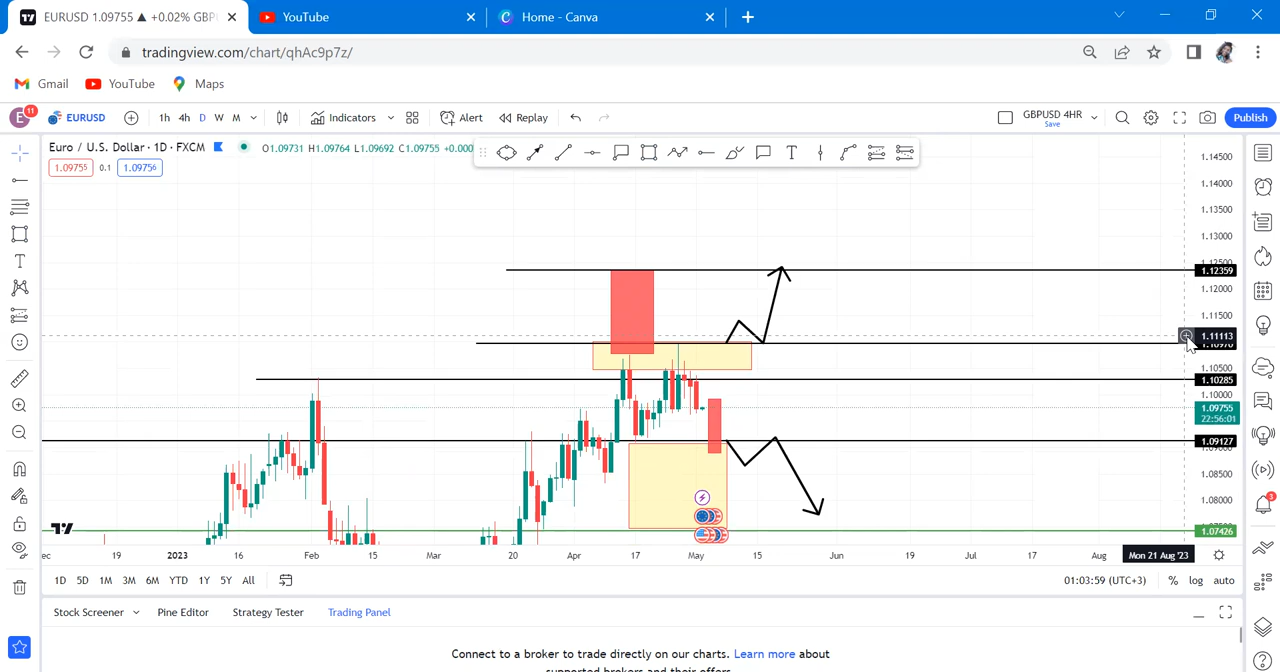 EURUSD 1.09755 ▲ +0.02% GBP
YouTube
Home - Canva
tradingview.com/chart/qhAc9p7z/
Gmail
YouTube
Maps
E
11
EURUSD
1h
4h
D
W
M
Indicators
Alert
Replay
GBPUSD 4HR
Save
Publish
Euro / U.S. Dollar · 1D · FXCM
O1.09731 H1.09764 L1.09692 C1.09755 +0.000
1.09755
0.1
1.09756
1.14500
1.14000
1.13500
1.13000
1.12359
1.12000
1.11500
1.11113
1.10500
1.10285
1.10000
1.09755
22:56:01
1.09127
1.08500
1.08000
1.07426
19
2023
16
Feb
15
Mar
20
Apr
17
May
15
Jun
19
Jul
17
Aug
Mon 21 Aug '23
1D
5D
1M
3M
6M
YTD
1Y
5Y
All
01:03:59 (UTC+3)
%
log
auto
Stock Screener
Pine Editor
Strategy Tester
Trading Panel
3
Connect to a broker to trade directly on our charts. Learn more about